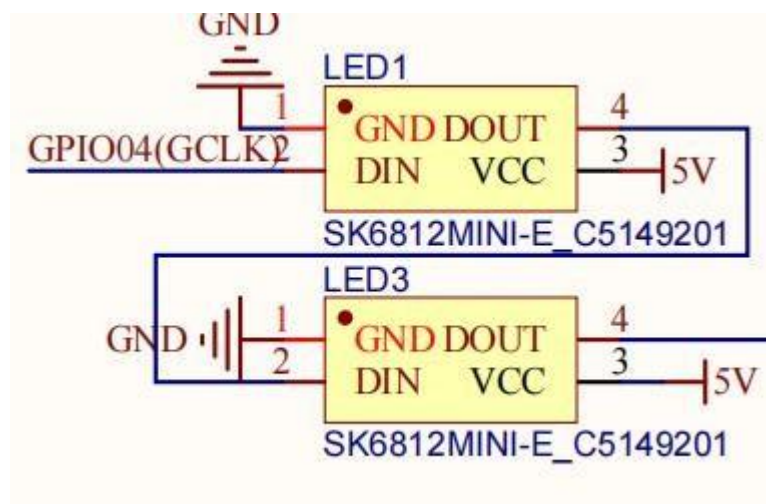 GND
LED1
1 GND DOUT 4
GPIO04(GCLK) 2 DIN VCC 3 5V
SK6812MINI-E_C5149201
LED3
GND 1 GND DOUT 4
2 DIN VCC 3 5V
SK6812MINI-E_C5149201